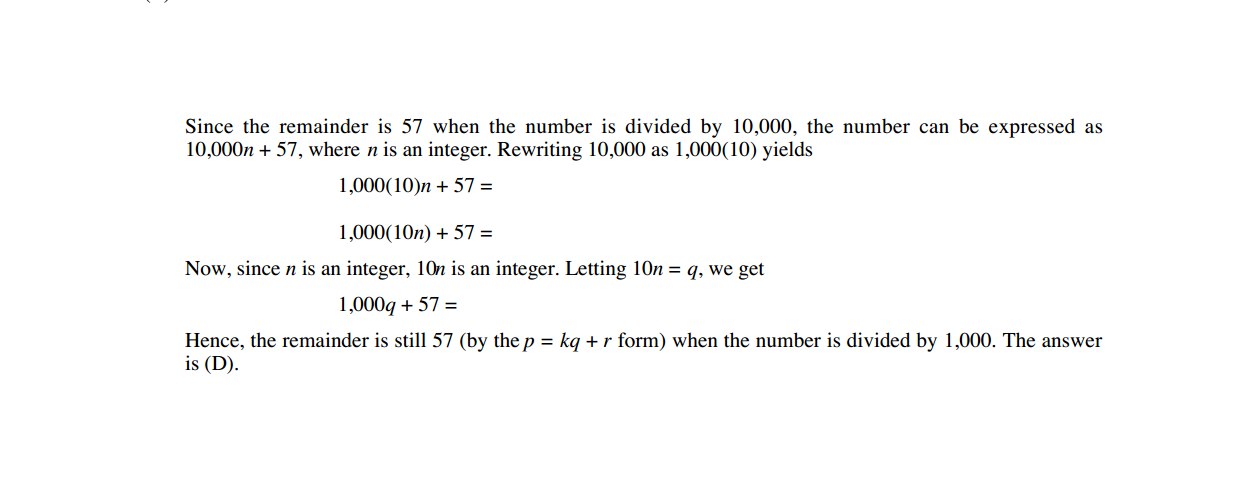 Since the remainder is 57 when the number is divided by 10,000, the number can be expressed as
10,000n + 57, where n is an integer. Rewriting 10,000 as 1,000(10) yields
1,000(10)n + 57 =
1,000(10n) + 57 =
Now, since n is an integer, 10n is an integer. Letting 10n = q, we get
1,000q + 57 =
Hence, the remainder is still 57 (by the p = kq + r form) when the number is divided by 1,000. The answer
is (D).